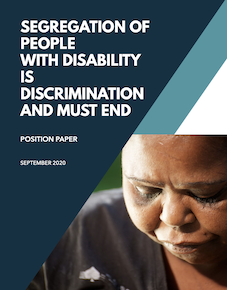 SEGREGATION OF
PEOPLE
WITH DISABILITY
IS
DISCRIMINATION
AND MUST END
POSITION PAPER
SEPTEMBER 2020